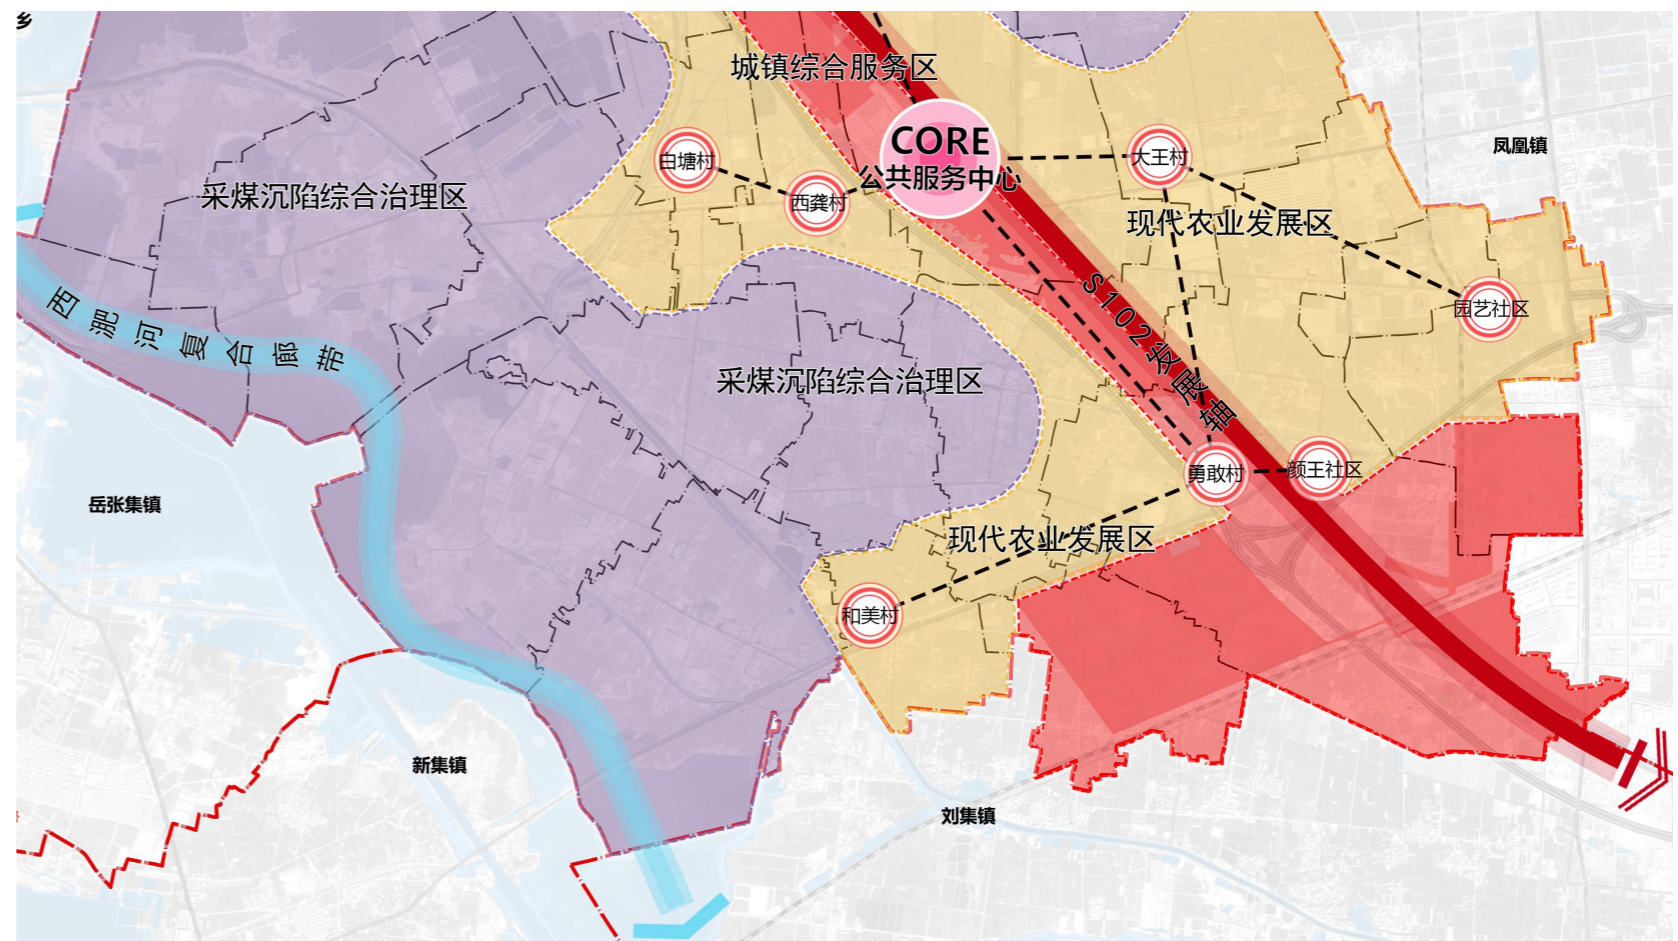 乡
城镇综合服务区
CORE
公共服务中心
凤凰镇
白塘村
大王村
采煤沉陷综合治理区
西龚村
现代农业发展区
S102发展轴
园艺社区
西淝河复合廊带
采煤沉陷综合治理区
勇敢村
颜王社区
岳张集镇
现代农业发展区
和美村
新集镇
刘集镇